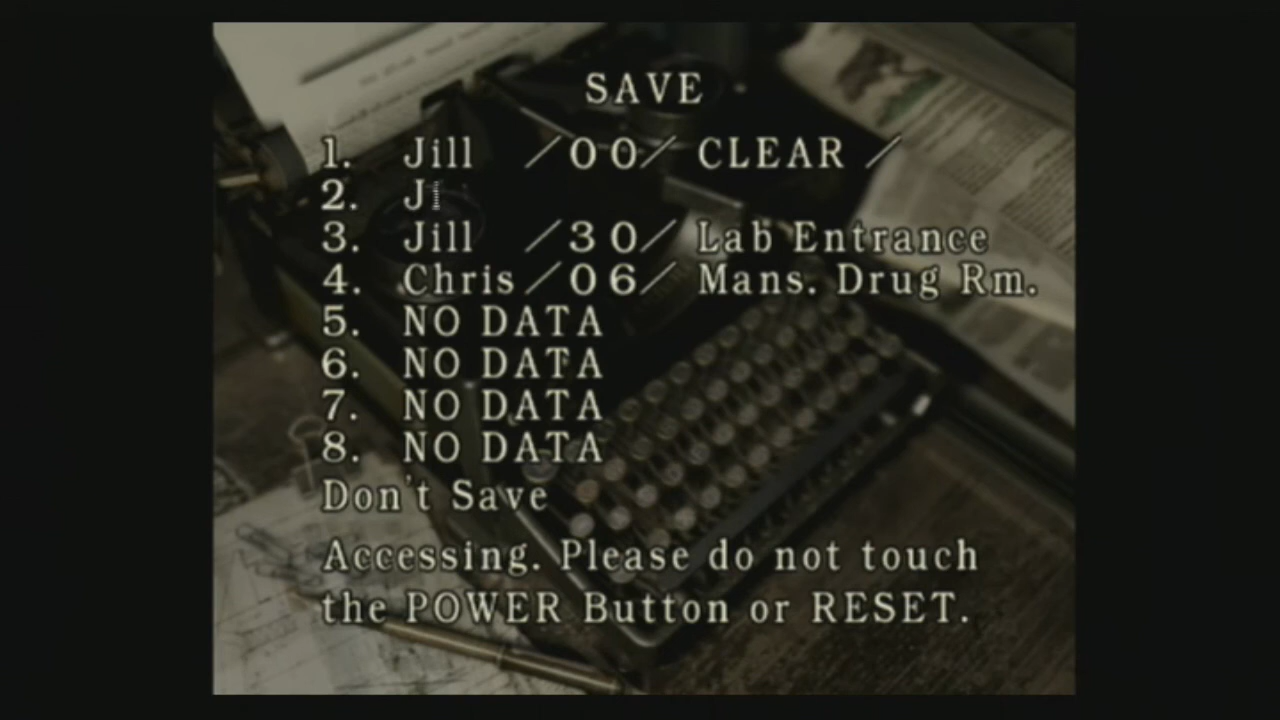 SAVE
1. Jill /00/ CLEAR /
2. Ji
3. Jill /30/ Lab Entrance
4. Chris /06/ Mans. Drug Rm.
5. NO DATA
6. NO DATA
7. NO DATA
8. NO DATA
Don't Save
Accessing. Please do not touch
the POWER Button or RESET.